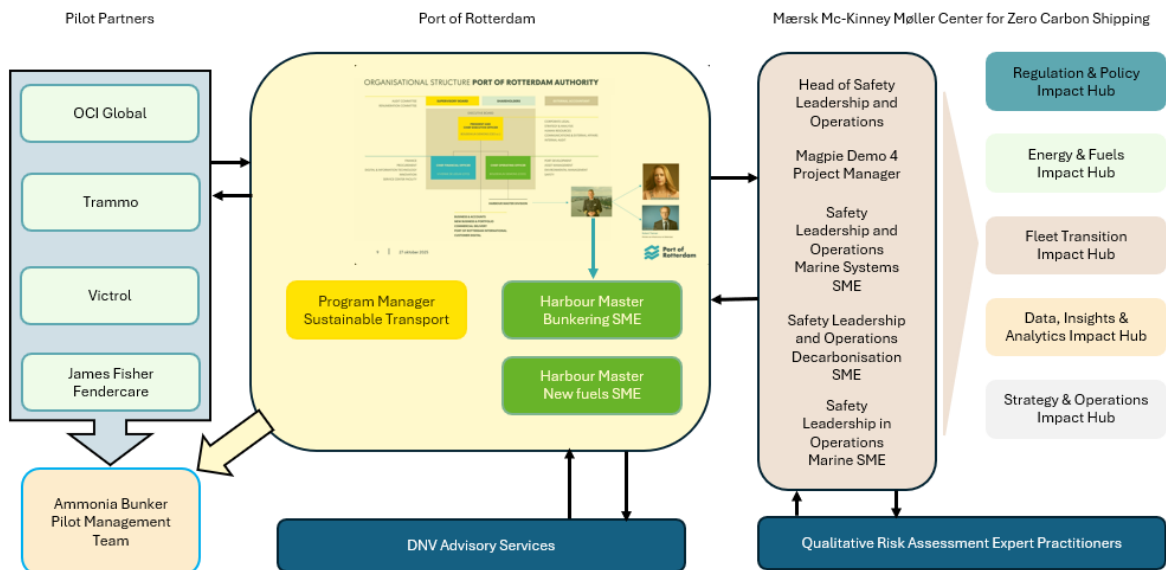 Pilot Partners
Port of Rotterdam
Mærsk Mc-Kinney Møller Center for Zero Carbon Shipping
OCI Global
Trammo
Victrol
James Fisher
Fendercare
Ammonia Bunker
Pilot Management
Team
ORGANISATIONAL STRUCTURE PORT OF ROTTERDAM AUTHORITY
Port of
Rotterdam
Program Manager
Sustainable Transport
Harbour Master
Bunkering SME
Harbour Master
New fuels SME
DNV Advisory Services
Head of Safety
Leadership and
Operations
Magpie Demo 4
Project Manager
Safety
Leadership and
Operations
Marine Systems
SME
Safety Leadership
and Operations
Decarbonisation
SME
Safety
Leadership in
Operations
Marine SME
Regulation & Policy
Impact Hub
Energy & Fuels
Impact Hub
Fleet Transition
Impact Hub
Data, Insights &
Analytics Impact Hub
Strategy & Operations
Impact Hub
Qualitative Risk Assessment Expert Practitioners